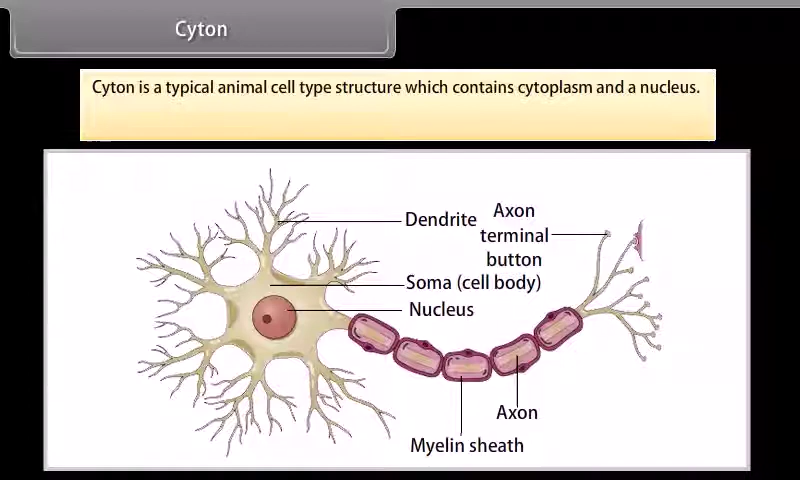 Cyton
Cyton is a typical animal cell type structure which contains cytoplasm and a nucleus.
Dendrite
Axon
terminal
button
Soma (cell body)
Nucleus
Axon
Myelin sheath